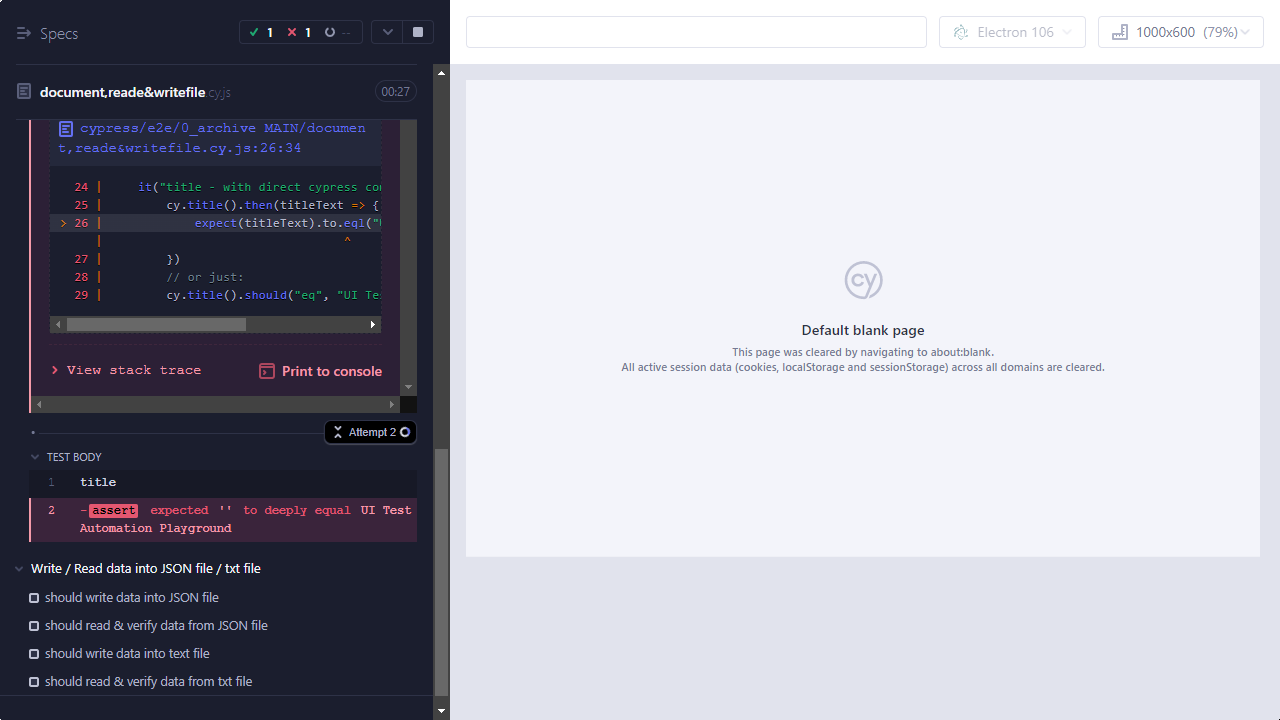 Specs
1
1
--
Electron 106
1000x600 (79%)
document,reade&writefile.cy.js
00:27
cypress/e2e/0_archive MAIN/documen
t,reade&writefile.cy.js:26:34
24 | it("title - with direct cypress
25 | cy.title().then(titleText => {
> 26 | expect(titleText).to.eql("
| ^
27 | })
28 | // or just:
29 | cy.title().should("eq", "UI
View stack trace
Print to console
Attempt 2
TEST BODY
1 title
2 -assert expected '' to deeply equal UI Test
Automation Playground
Write / Read data into JSON file / txt file
should write data into JSON file
should read & verify data from JSON file
should write data into text file
should read & verify data from txt file
cy
Default blank page
This page was cleared by navigating to about:blank.
All active session data (cookies, localStorage and sessionStorage) across all domains are cleared.